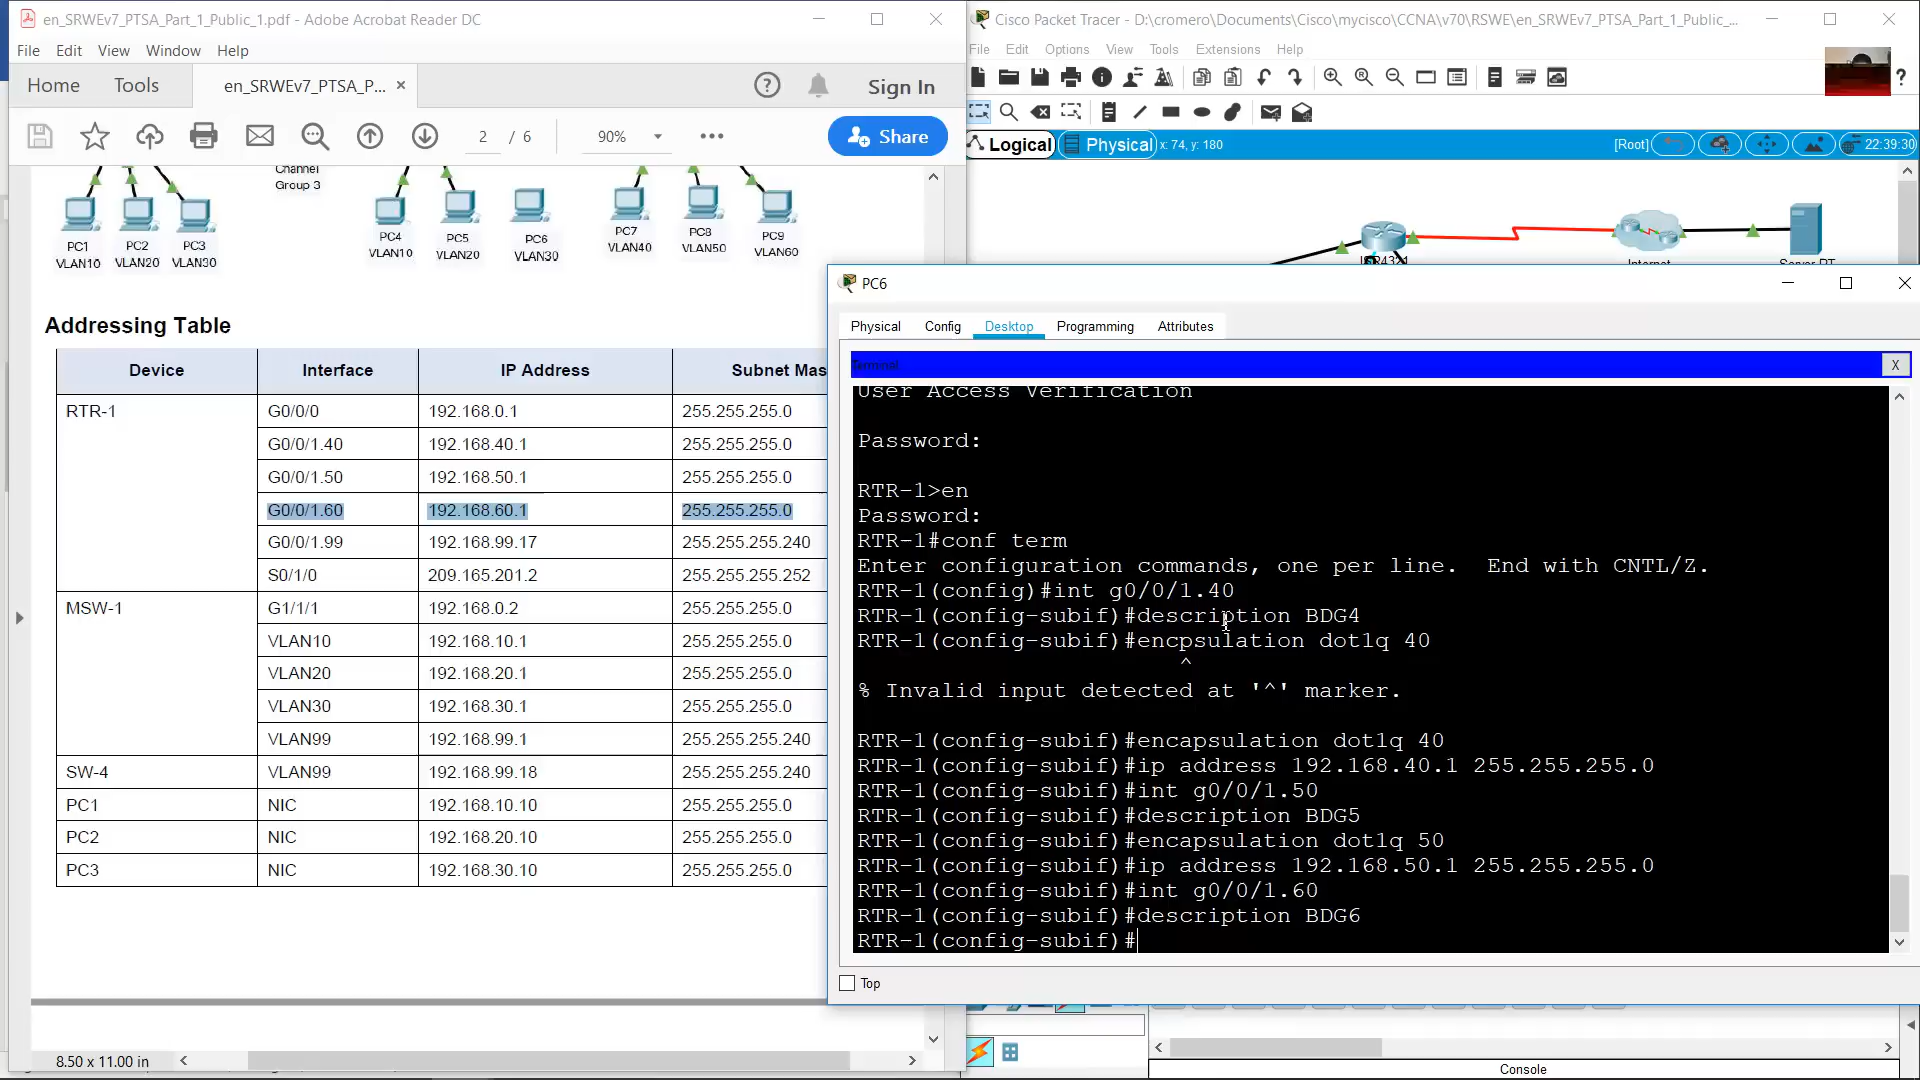 en_SRWEv7_PTSA_Part_1_Public_1.pdf - Adobe Acrobat Reader DC
File Edit View Window Help
Home Tools en_SRWEv7_PTSA_P... × Sign In
2 / 6 90% Share
Channel
Group 3
PC1
VLAN10
PC2
VLAN20
PC3
VLAN30
PC4
VLAN10
PC5
VLAN20
PC6
VLAN30
PC7
VLAN40
PC8
VLAN50
PC9
VLAN60
Addressing Table
Device Interface IP Address Subnet Mas
RTR-1 G0/0/0 192.168.0.1 255.255.255.0
G0/0/1.40 192.168.40.1 255.255.255.0
G0/0/1.50 192.168.50.1 255.255.255.0
G0/0/1.60 192.168.60.1 255.255.255.0
G0/0/1.99 192.168.99.17 255.255.255.240
S0/1/0 209.165.201.2 255.255.255.252
MSW-1 G1/1/1 192.168.0.2 255.255.255.0
VLAN10 192.168.10.1 255.255.255.0
VLAN20 192.168.20.1 255.255.255.0
VLAN30 192.168.30.1 255.255.255.0
VLAN99 192.168.99.1 255.255.255.240
SW-4 VLAN99 192.168.99.18 255.255.255.240
PC1 NIC 192.168.10.10 255.255.255.0
PC2 NIC 192.168.20.10 255.255.255.0
PC3 NIC 192.168.30.10 255.255.255.0
8.50 x 11.00 in
Cisco Packet Tracer - D:\cromero\Documents\Cisco\mycisco\CCNA\v70\RSWE\en_SRWEv7_PTSA_Part_1_Public_...
File Edit Options View Tools Extensions Help
Logical Physical x: 74, y: 180 [Root] 22:39:30
PC6
Physical Config Desktop Programming Attributes
Terminal X
User Access Verification
Password:
RTR-1>en
Password:
RTR-1#conf term
Enter configuration commands, one per line. End with CNTL/Z.
RTR-1(config)#int g0/0/1.40
RTR-1(config-subif)#description BDG4
RTR-1(config-subif)#encpsulation dot1q 40
^
% Invalid input detected at '^' marker.
RTR-1(config-subif)#encapsulation dot1q 40
RTR-1(config-subif)#ip address 192.168.40.1 255.255.255.0
RTR-1(config-subif)#int g0/0/1.50
RTR-1(config-subif)#description BDG5
RTR-1(config-subif)#encapsulation dot1q 50
RTR-1(config-subif)#ip address 192.168.50.1 255.255.255.0
RTR-1(config-subif)#int g0/0/1.60
RTR-1(config-subif)#description BDG6
RTR-1(config-subif)#
Top
Console